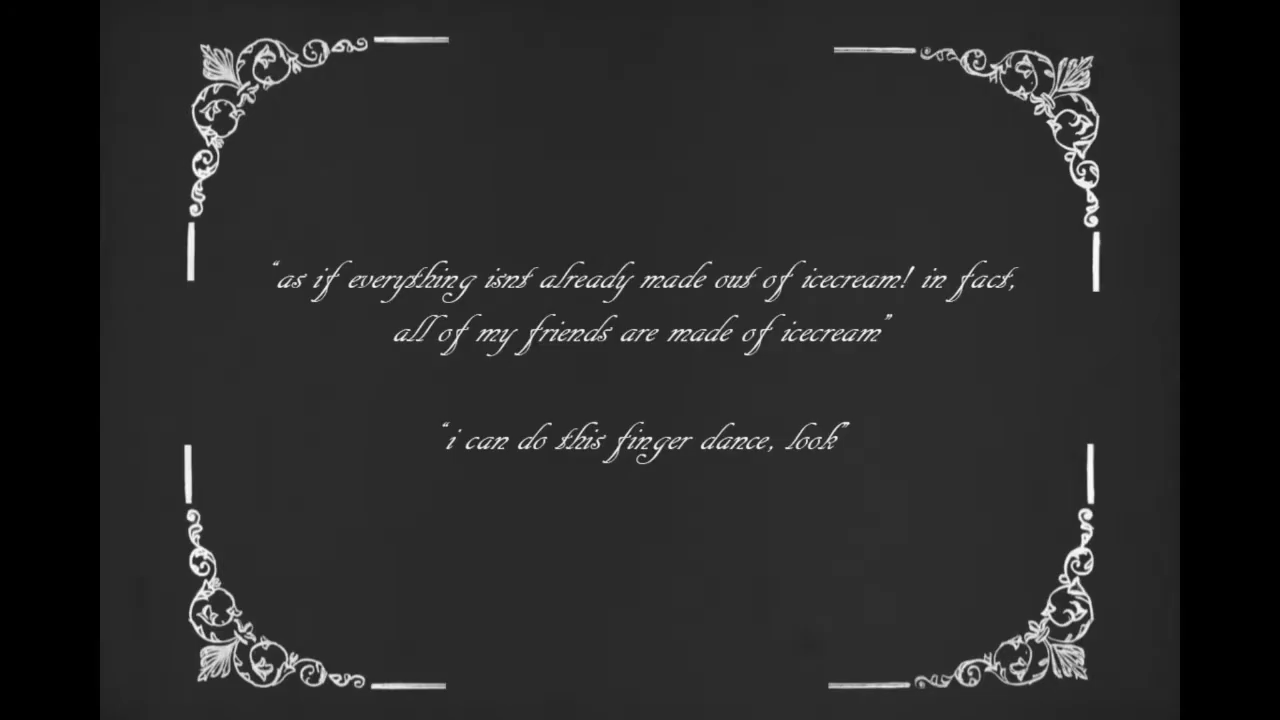 “as if everything isnt already made out of icecream! in fact,
all of my friends are made of icecream”
“i can do this finger dance, look”